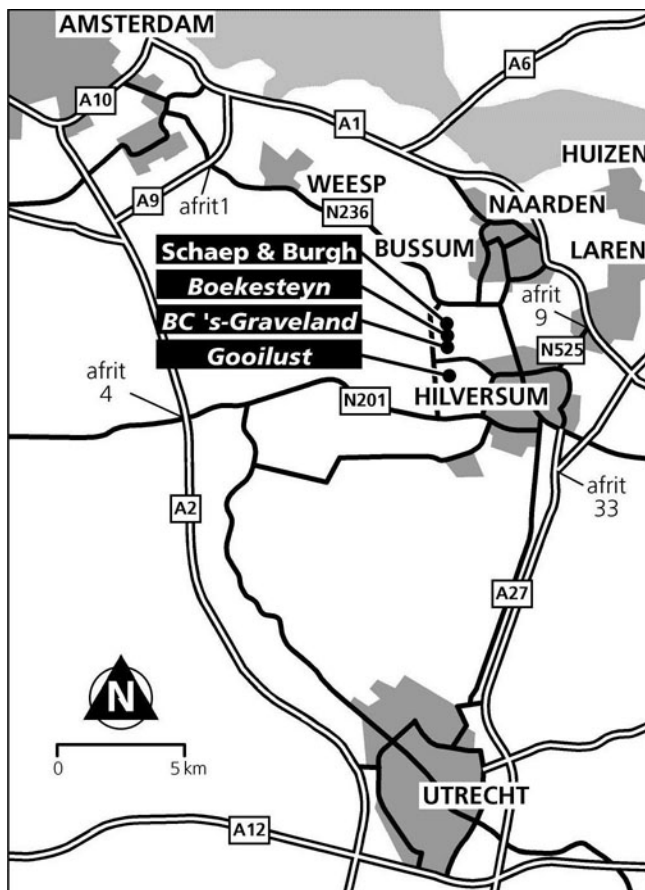 AMSTERDAM
A6
A10
A1
HUIZEN
WEESP
A9
afrit1
NAARDEN
N236
BUSSUM
LAREN
Schaep & Burgh
Boekesteyn
BC 's-Graveland
Gooilust
afrit
9
N525
afrit
4
N201
HILVERSUM
afrit
33
A2
A27
N
0 5 km
UTRECHT
A12